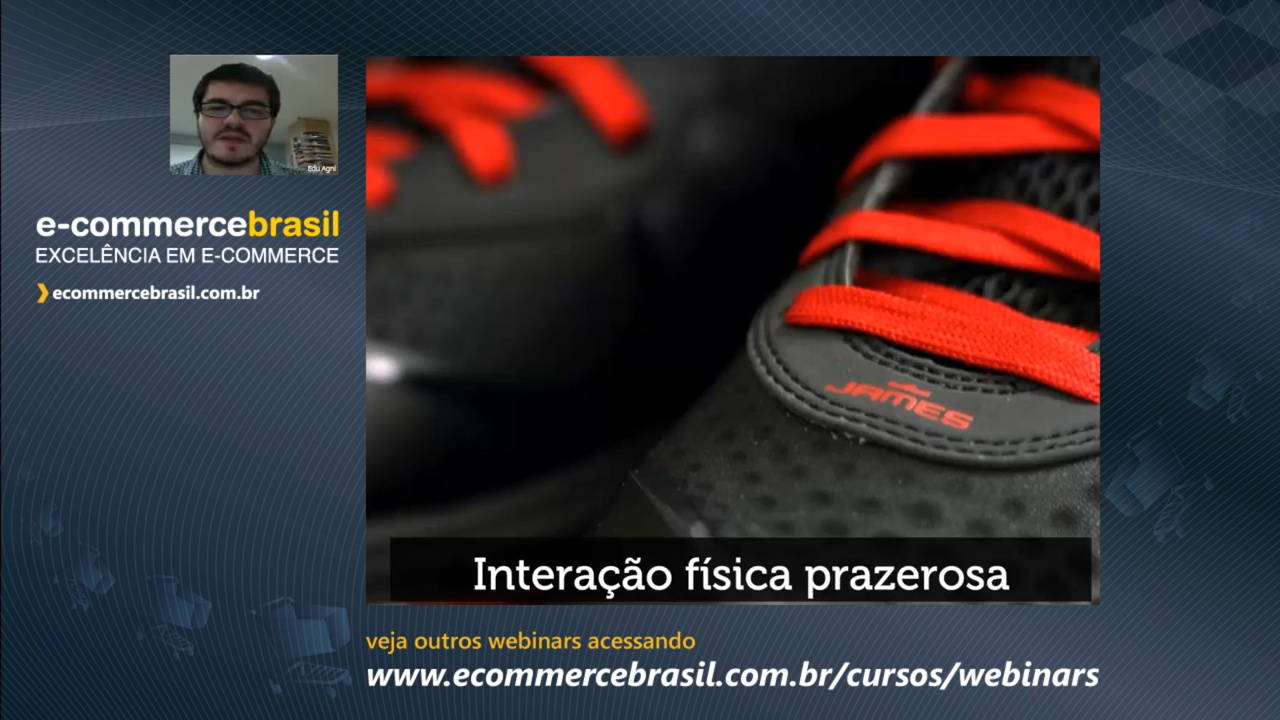 Edu Agni
e-commercebrasil
EXCELÊNCIA EM E-COMMERCE
ecommercebrasil.com.br
JAMES
Interação física prazerosa
veja outros webinars acessando
www.ecommercebrasil.com.br/cursos/webinars